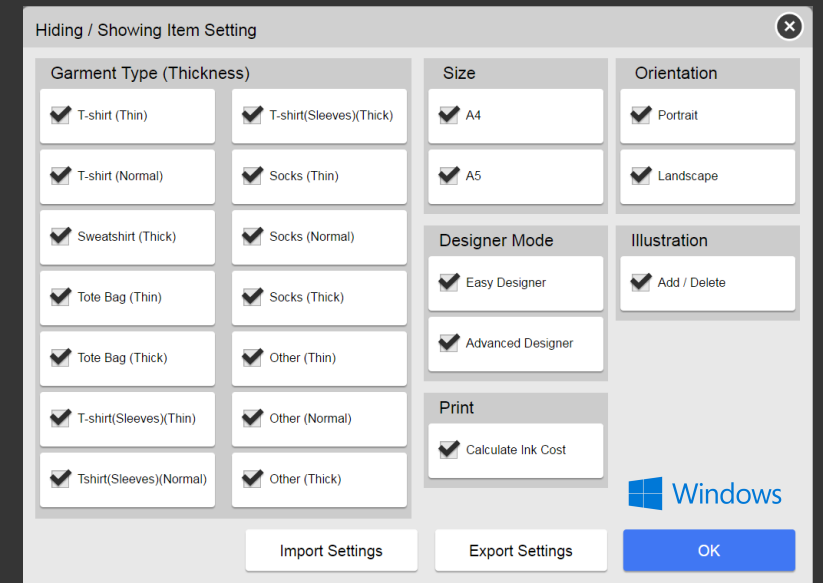 Hiding / Showing Item Setting
Garment Type (Thickness)
T-shirt (Thin)
T-shirt (Normal)
Sweatshirt (Thick)
Tote Bag (Thin)
Tote Bag (Thick)
T-shirt(Sleeves)(Thin)
Tshirt(Sleeves)(Normal)
T-shirt(Sleeves)(Thick)
Socks (Thin)
Socks (Normal)
Socks (Thick)
Other (Thin)
Other (Normal)
Other (Thick)
Size
A4
A5
Designer Mode
Easy Designer
Advanced Designer
Print
Calculate Ink Cost
Orientation
Portrait
Landscape
Illustration
Add / Delete
Windows
Import Settings
Export Settings
OK